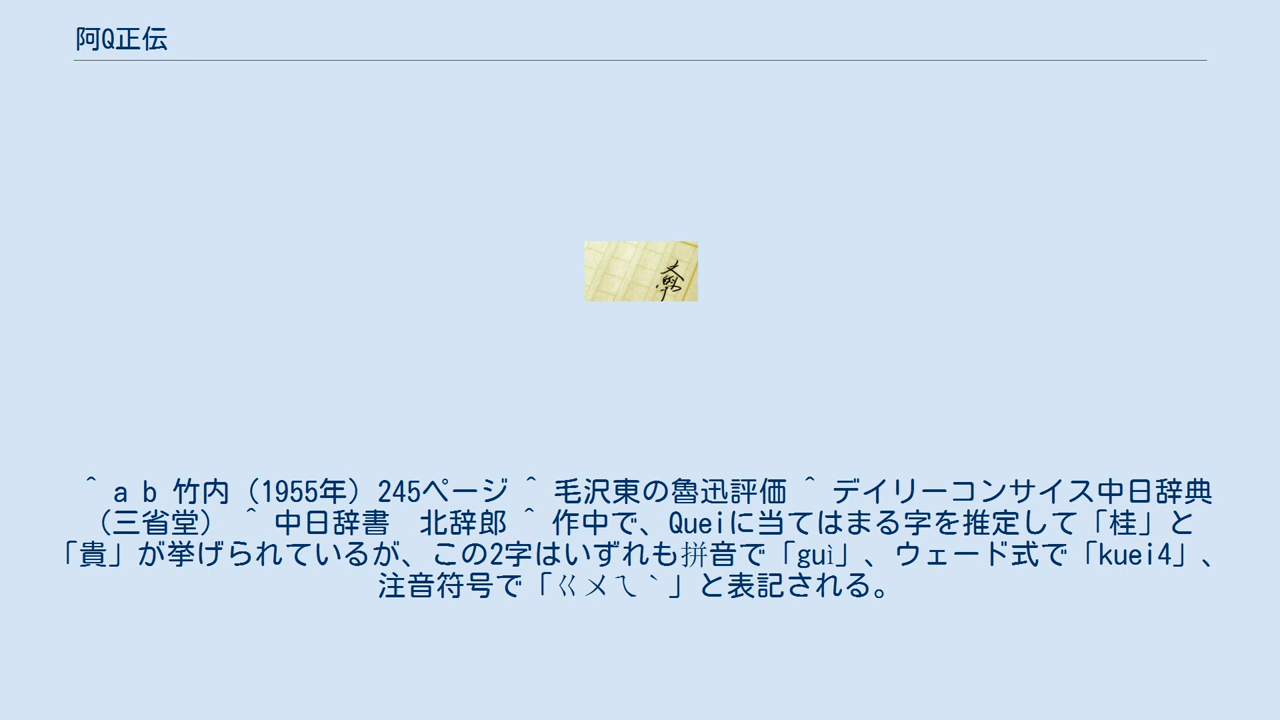 阿Q正伝
＾ a b 竹内（1955年）245ページ ＾ 毛沢東の魯迅評価 ＾ デイリーコンサイス中日辞典
（三省堂） ＾ 中日辞書　北辞郎 ＾ 作中で、Queiに当てはまる字を推定して「桂」と
「貴」が挙げられているが、この2字はいずれも拼音で「guì」、ウェード式で「kuei4」、
注音符号で「ㄍㄨㄟˋ」と表記される。